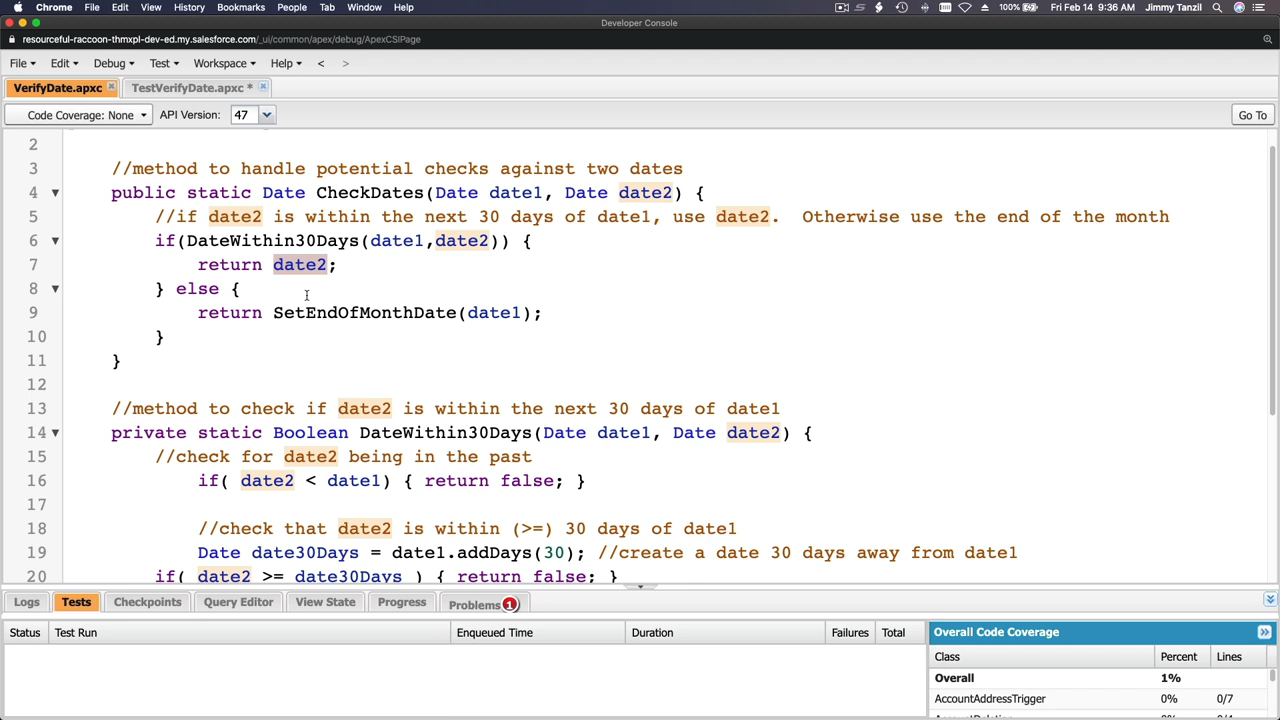 Chrome File Edit View History Bookmarks People Tab Window Help 100% Fri Feb 14 9:36 AM Jimmy Tanzil
Developer Console
resourceful-raccoon-thmxpl-dev-ed.my.salesforce.com/_ui/common/apex/debug/ApexCSIPage
File Edit Debug Test Workspace Help < >
VerifyDate.apxc TestVerifyDate.apxc *
Code Coverage: None API Version: 47 Go To
2
3 //method to handle potential checks against two dates
4 public static Date CheckDates(Date date1, Date date2) {
5 //if date2 is within the next 30 days of date1, use date2. Otherwise use the end of the month
6 if(DateWithin30Days(date1,date2)) {
7 return date2;
8 } else {
9 return SetEndOfMonthDate(date1);
10 }
11 }
12
13 //method to check if date2 is within the next 30 days of date1
14 private static Boolean DateWithin30Days(Date date1, Date date2) {
15 //check for date2 being in the past
16 if( date2 < date1) { return false; }
17
18 //check that date2 is within (>=) 30 days of date1
19 Date date30Days = date1.addDays(30); //create a date 30 days away from date1
20 if( date2 >= date30Days ) { return false; }
Logs Tests Checkpoints Query Editor View State Progress Problems 1
Status Test Run Enqueued Time Duration Failures Total Overall Code Coverage
Class Percent Lines
Overall 1%
AccountAddressTrigger 0% 0/7